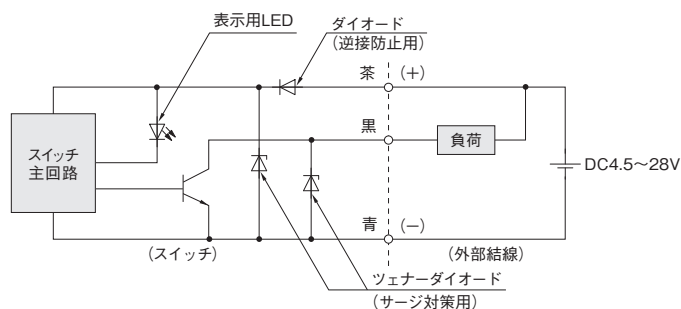 表示用LED
ダイオード
(逆接防止用)
茶 (+)
黒
負荷
スイッチ
主回路
DC4.5～28V
青 (−)
(スイッチ)
(外部結線)
ツェナーダイオード
(サージ対策用)